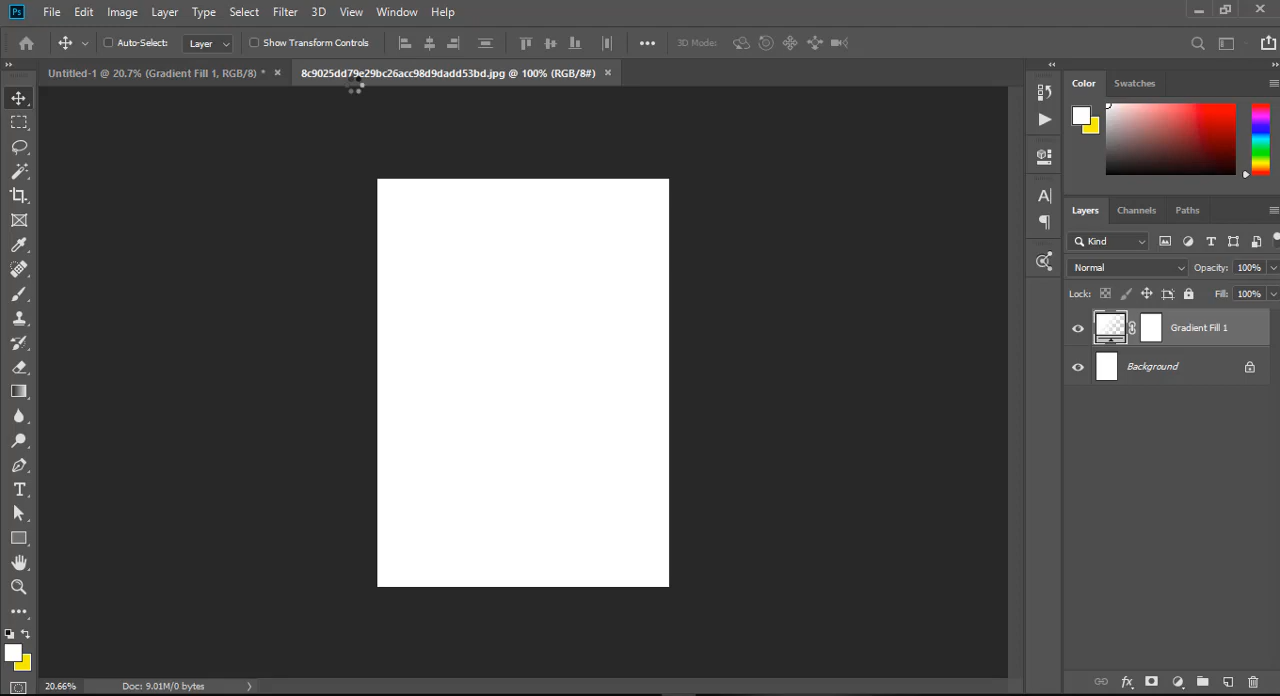 Ps File Edit Image Layer Type Select Filter 3D View Window Help
Auto-Select: Layer Show Transform Controls 3D Mode:
Untitled-1 @ 20.7% (Gradient Fill 1, RGB/8) * × 8c9025dd79e29bc26acc98d9dadd53bd.jpg @ 100% (RGB/8#) ×
Color Swatches
Layers Channels Paths
Kind
Normal Opacity: 100%
Lock: Fill: 100%
Gradient Fill 1
Background
20.66% Doc: 9.01M/0 bytes